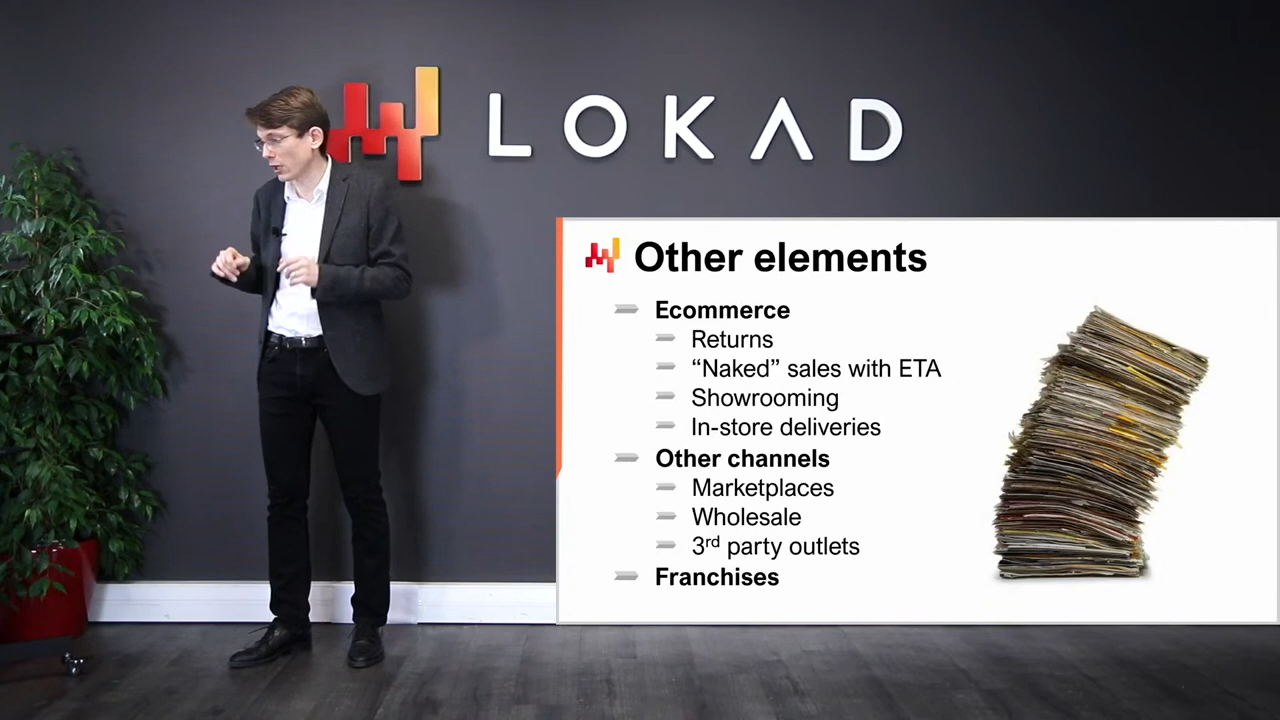 LOKAD
Other elements
Ecommerce
Returns
“Naked” sales with ETA
Showrooming
In-store deliveries
Other channels
Marketplaces
Wholesale
3rd party outlets
Franchises